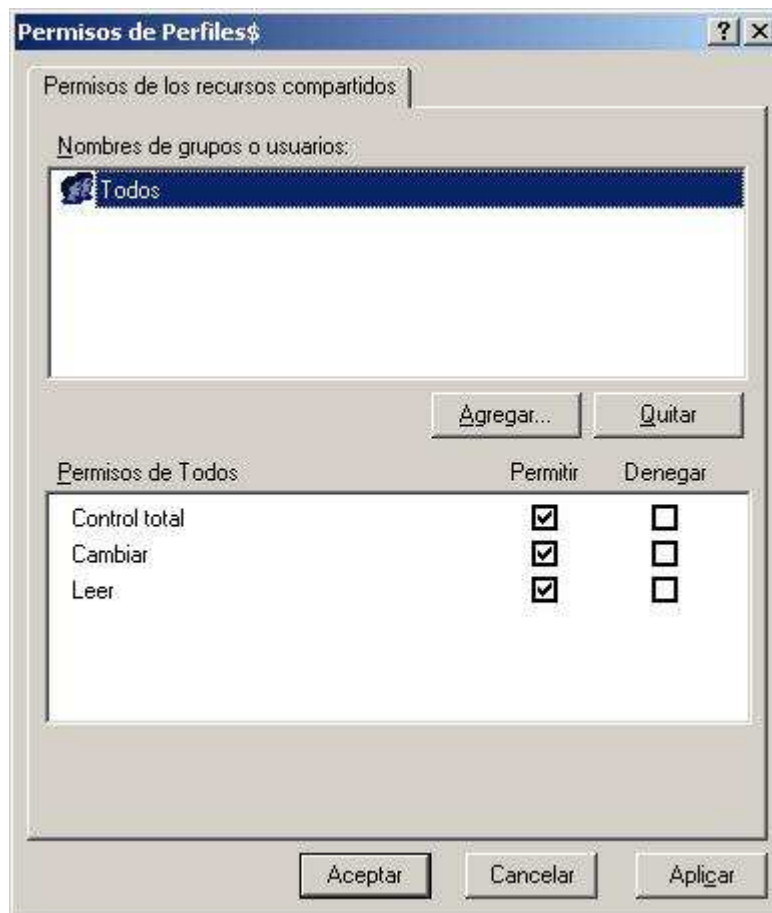 Permisos de Perfiles$
Permisos de los recursos compartidos
Nombres de grupos o usuarios:
Todos
Agregar...
Quitar
Permisos de Todos Permitir Denegar
Control total
Cambiar
Leer
Aceptar
Cancelar
Aplicar